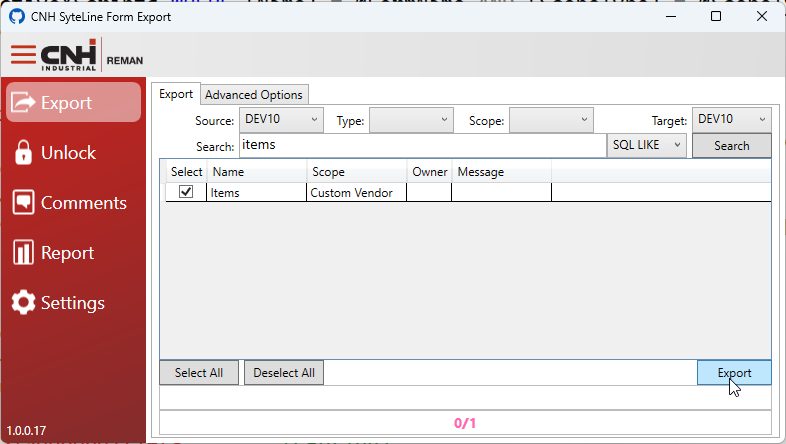 CNH SyteLine Form Export
CNH INDUSTRIAL REMAN
Export
Unlock
Comments
Report
Settings
1.0.0.17
Export Advanced Options
Source: DEV10 Type: Scope: Target: DEV10
Search: items SQL LIKE Search
Select Name Scope Owner Message
Items Custom Vendor
Select All Deselect All Export
0/1